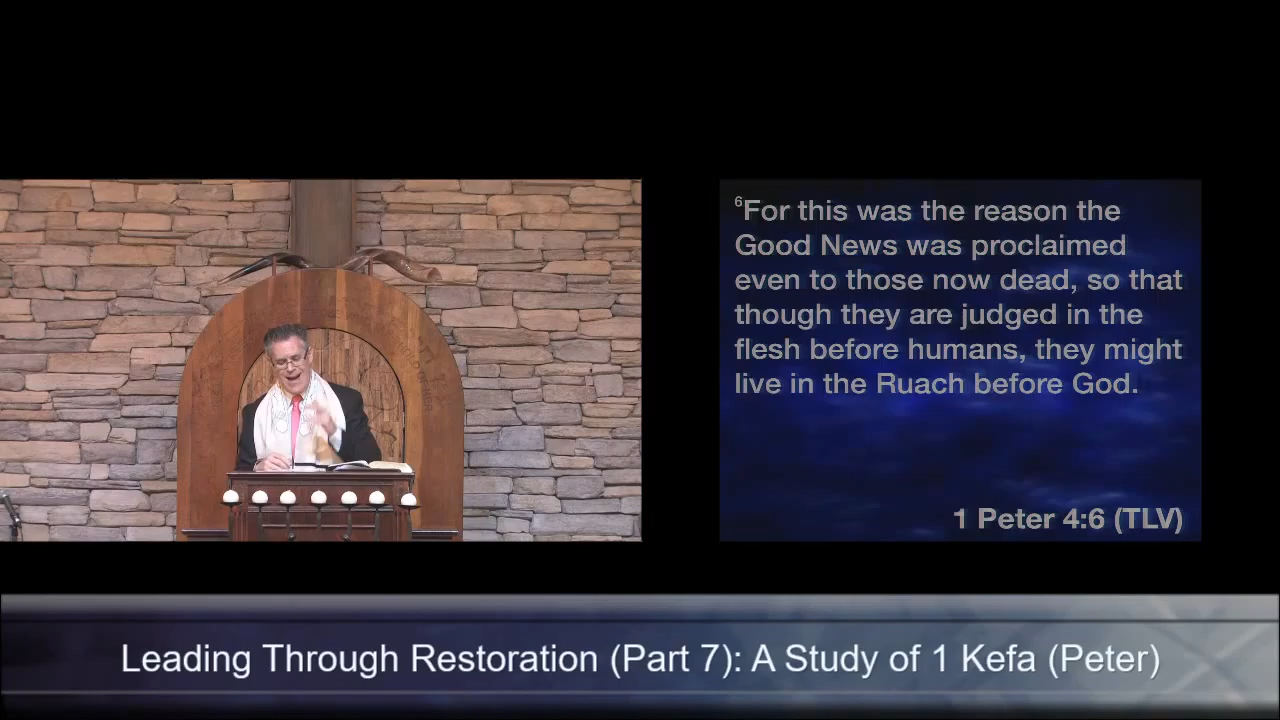 ⁶For this was the reason the
Good News was proclaimed
even to those now dead, so that
though they are judged in the
flesh before humans, they might
live in the Ruach before God.
1 Peter 4:6 (TLV)
Leading Through Restoration (Part 7): A Study of 1 Kefa (Peter)